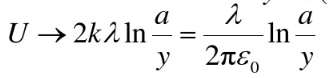 U → 2kλ ln a/y = λ/2πε₀ ln a/y